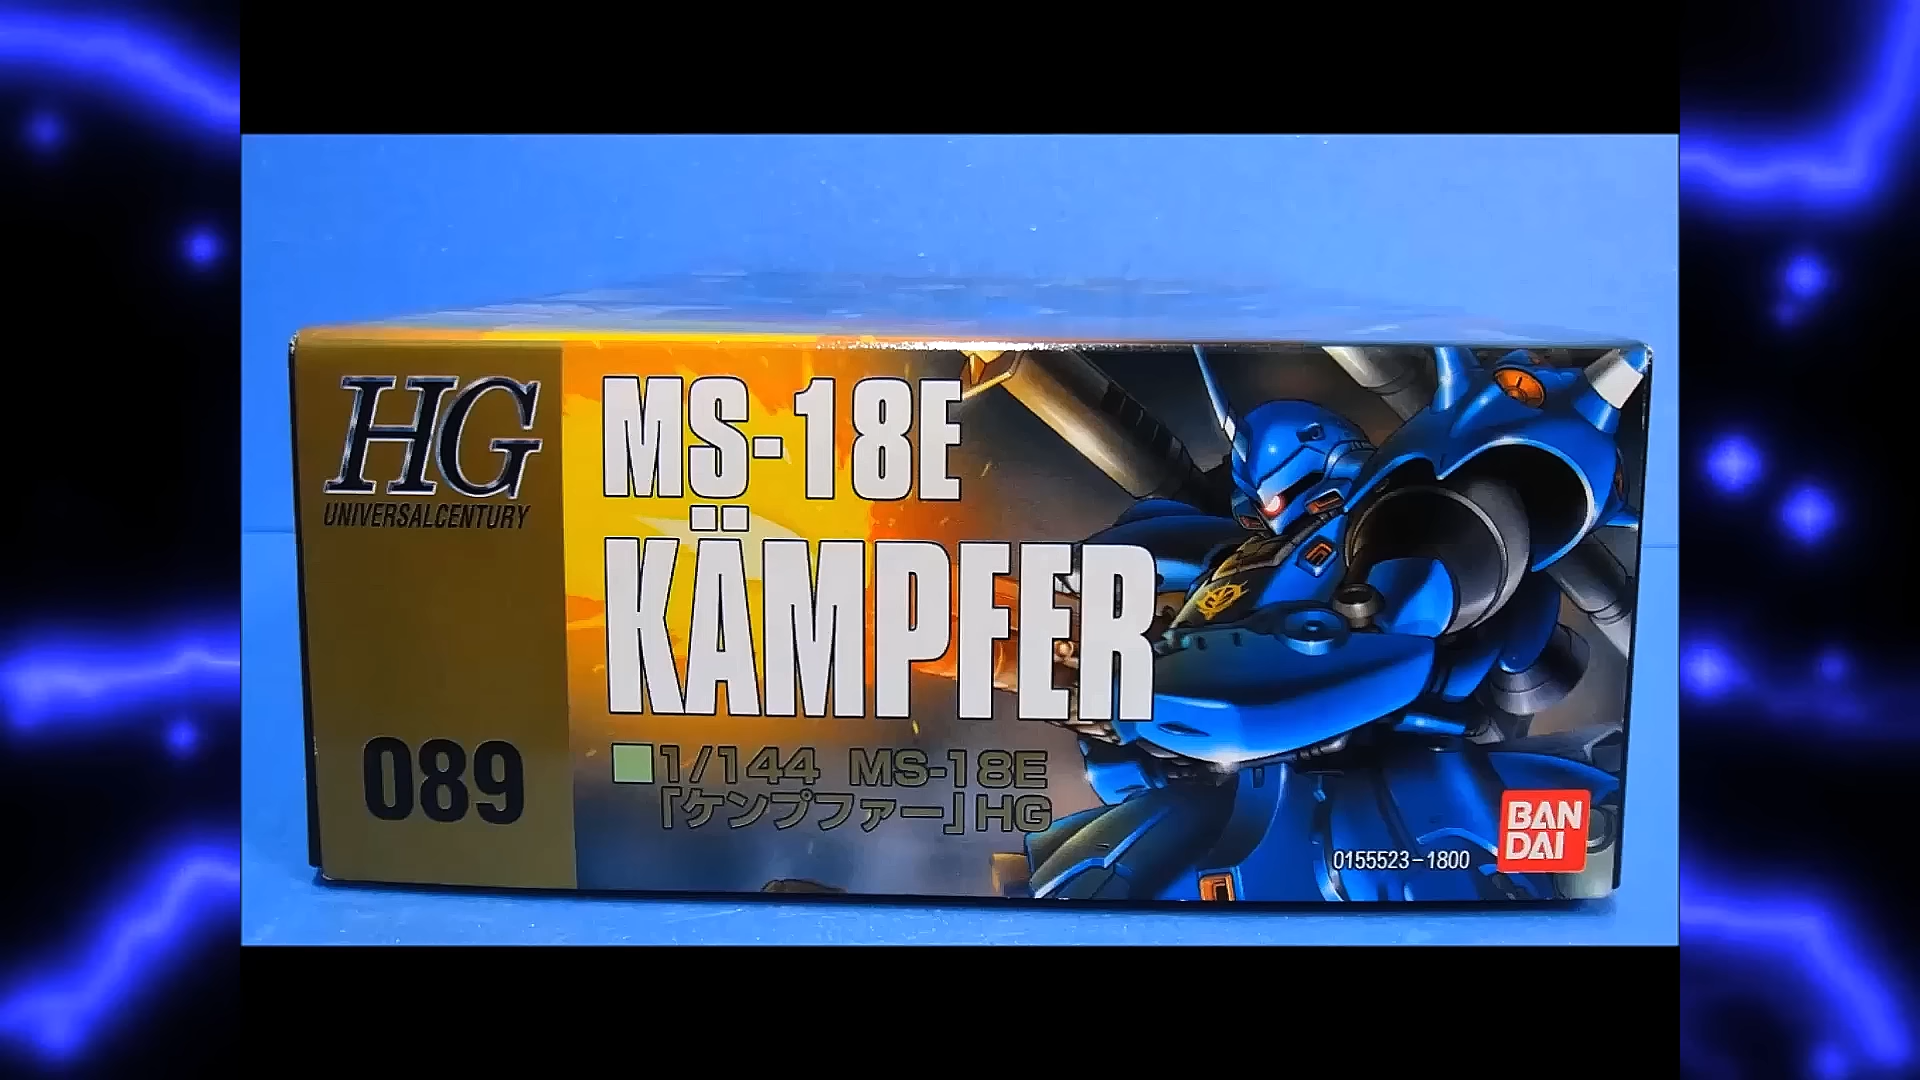 HG
UNIVERSALCENTURY
089
MS-18E
KÄMPFER
■1/144 MS-18E
「ケンプファー」HG
0155523-1800
BAN
DAI